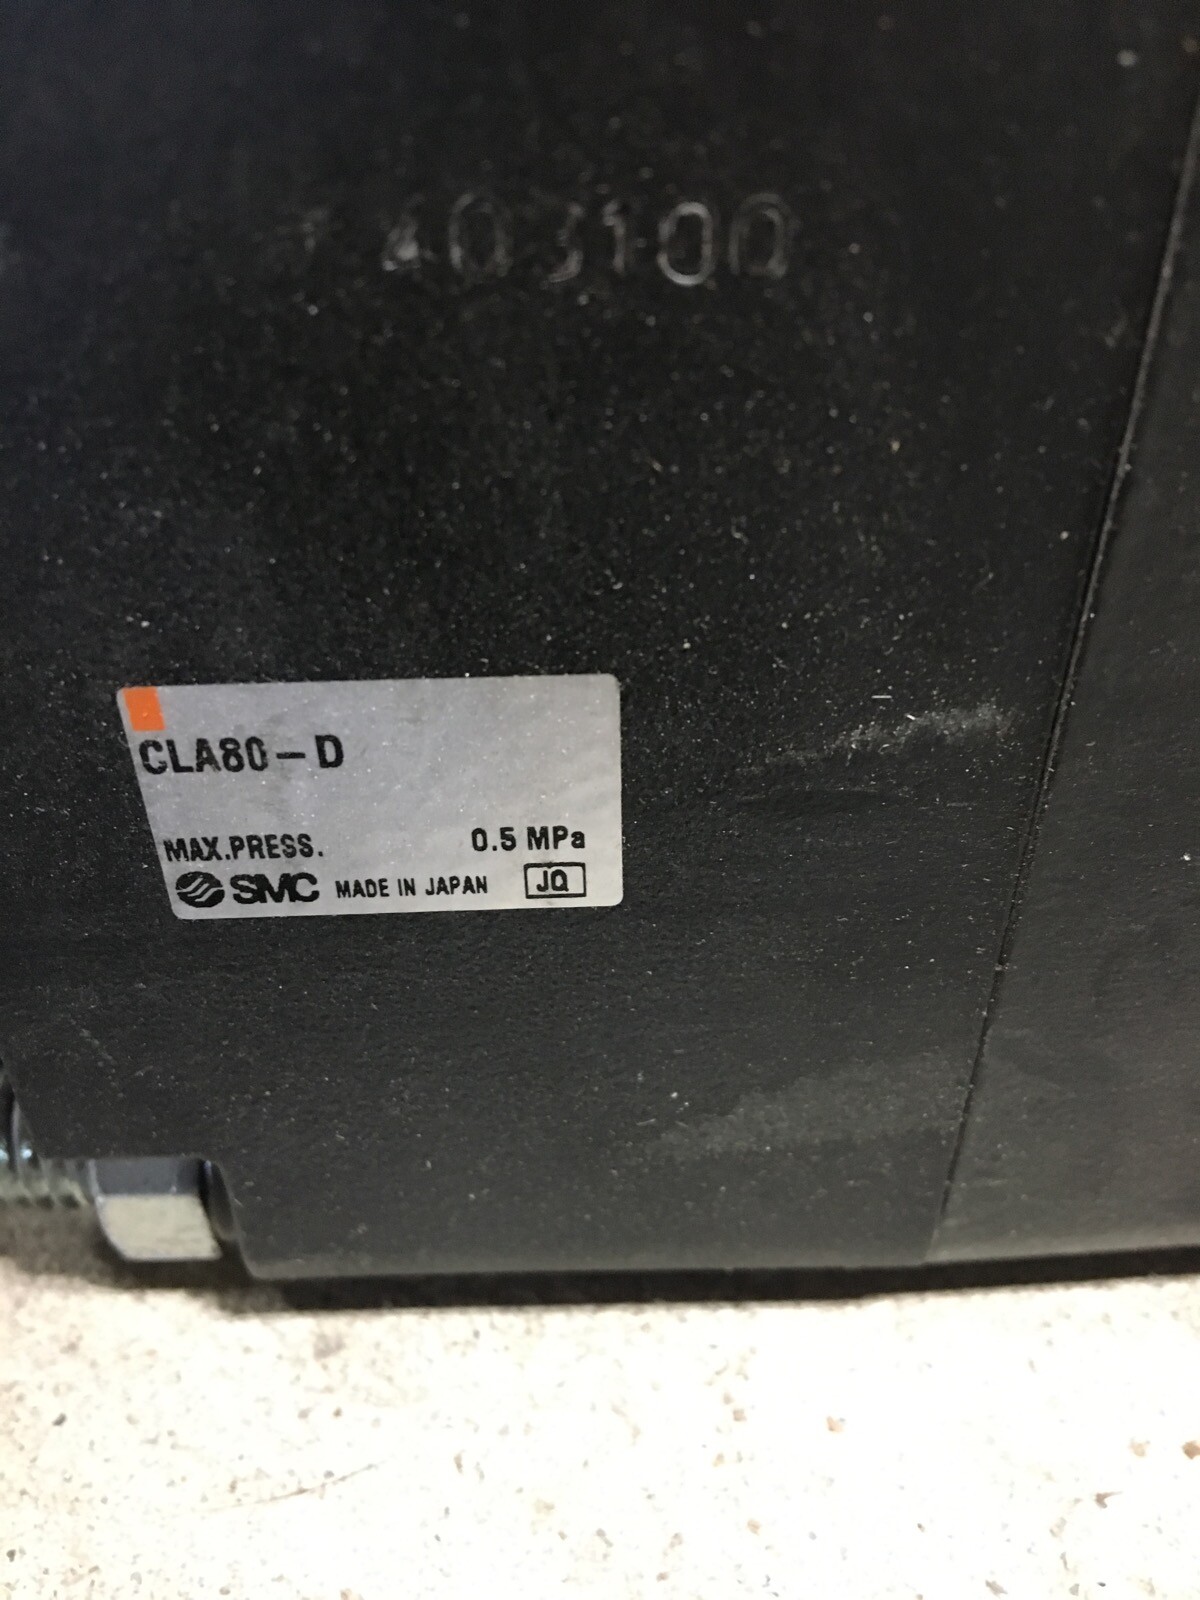 403100
CLA80-D
MAX.PRESS. 0.5 MPa
SMC MADE IN JAPAN JQ